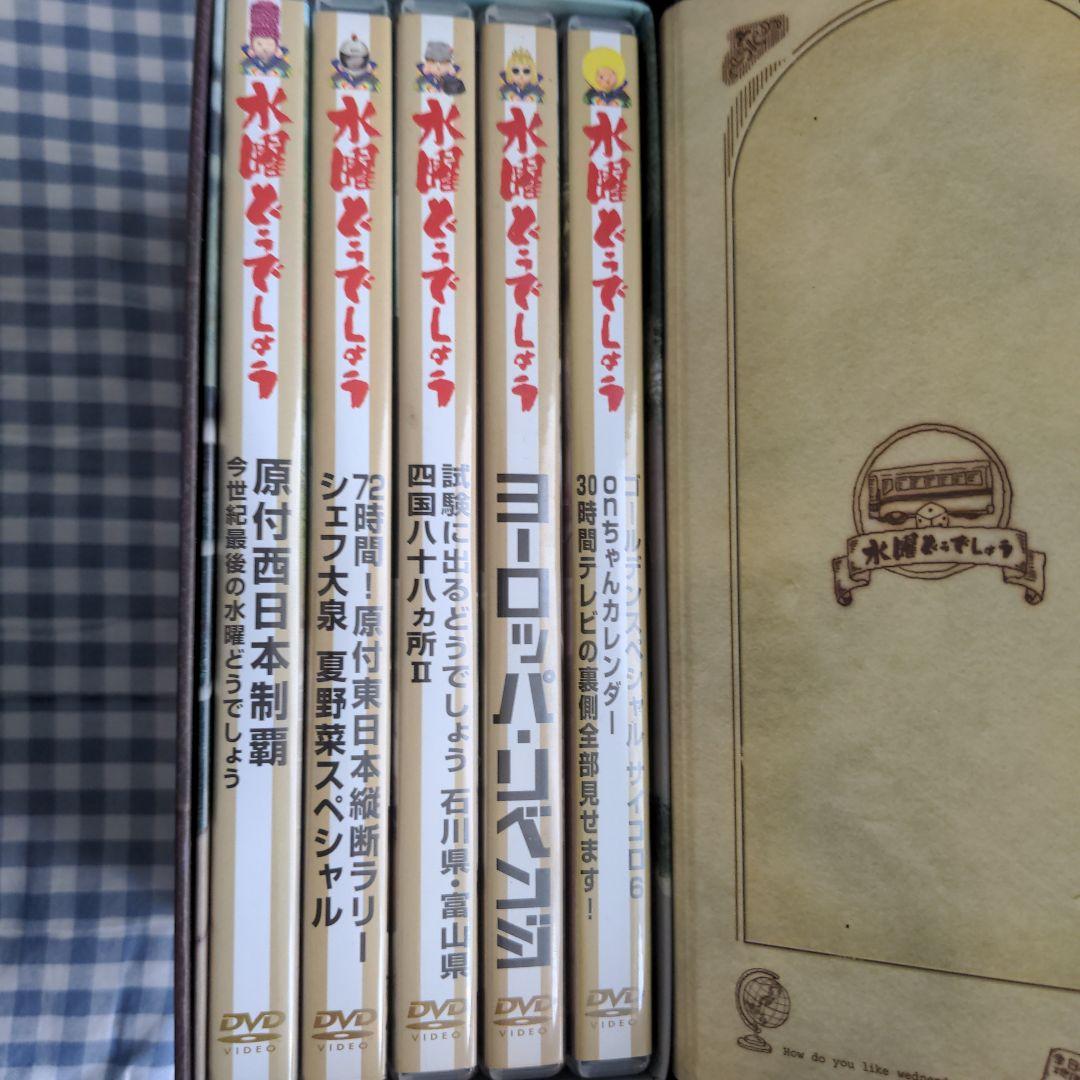 水曜どうでしょう
原付西日本制覇
今世紀最後の水曜どうでしょう
DVD
VIDEO
水曜どうでしょう
72時間！原付東日本縦断ラリー
シェフ大泉 夏野菜スペシャル
DVD
VIDEO
水曜どうでしょう
試験に出るどうでしょう 石川県・富山県
四国八十八ヵ所Ⅱ
DVD
VIDEO
水曜どうでしょう
ヨーロッパ・リベンジ
DVD
VIDEO
水曜どうでしょう
ゴールデンスペシャル サイコロ6
onちゃんカレンダー
30時間テレビの裏側全部見せます！
DVD
VIDEO
水曜どうでしょう
How do you like